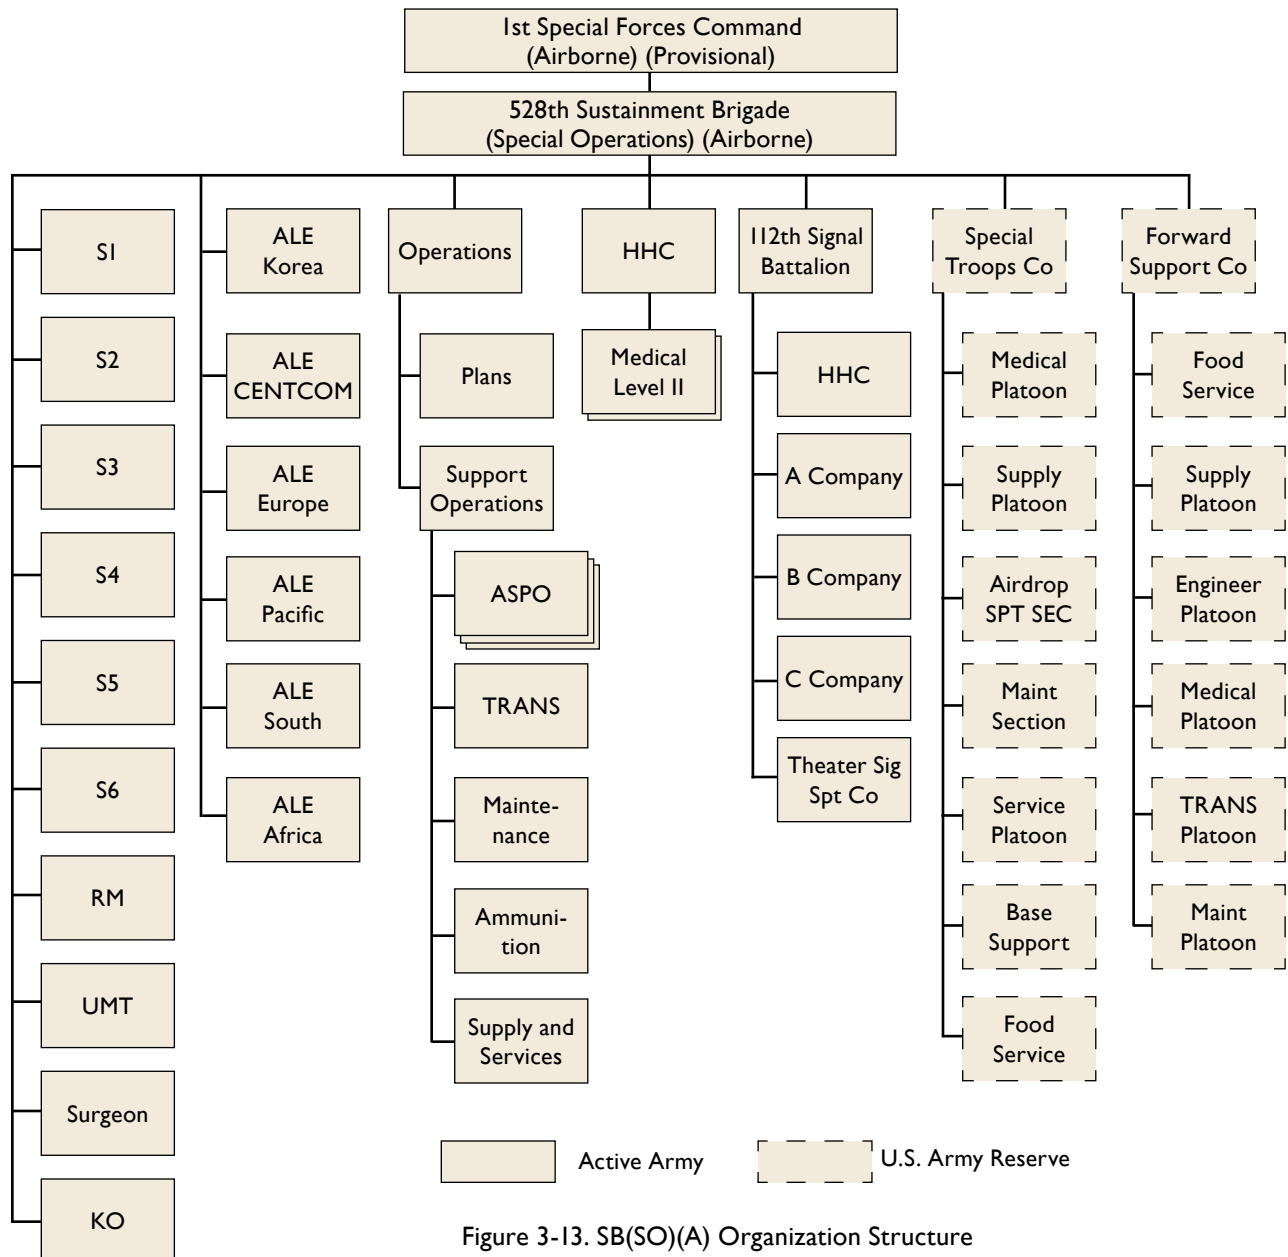 1st Special Forces Command
(Airborne) (Provisional)
528th Sustainment Brigade
(Special Operations) (Airborne)
S1
S2
S3
S4
S5
S6
RM
UMT
Surgeon
KO
ALE
Korea
ALE
CENTCOM
ALE
Europe
ALE
Pacific
ALE
South
ALE
Africa
Operations
Plans
Support
Operations
ASPO
TRANS
Mainte-
nance
Ammuni-
tion
Supply and
Services
HHC
Medical
Level II
112th Signal
Battalion
HHC
A Company
B Company
C Company
Theater Sig
Spt Co
Special
Troops Co
Medical
Platoon
Supply
Platoon
Airdrop
SPT SEC
Maint
Section
Service
Platoon
Base
Support
Food
Service
Forward
Support Co
Food
Service
Supply
Platoon
Engineer
Platoon
Medical
Platoon
TRANS
Platoon
Maint
Platoon
Active Army
U.S. Army Reserve
Figure 3-13. SB(SO)(A) Organization Structure